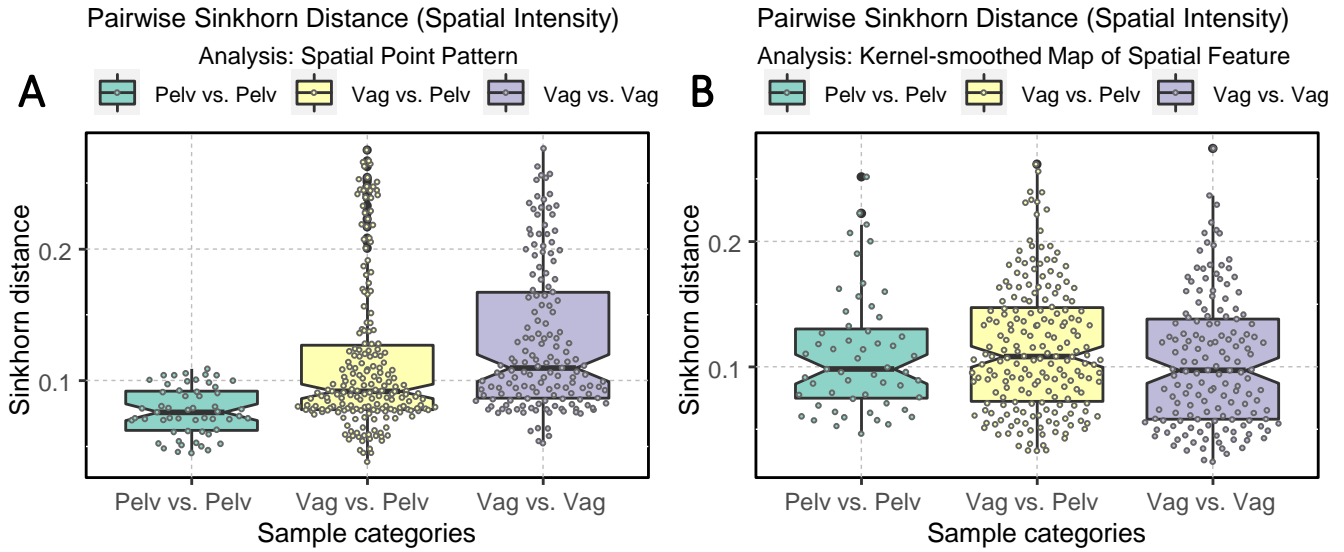 Pairwise Sinkhorn Distance (Spatial Intensity)
Analysis: Spatial Point Pattern
A
Pelv vs. Pelv
Vag vs. Pelv
Vag vs. Vag
Sinkhorn distance
0.2
0.1
Pelv vs. Pelv
Vag vs. Pelv
Vag vs. Vag
Sample categories
Pairwise Sinkhorn Distance (Spatial Intensity)
Analysis: Kernel-smoothed Map of Spatial Feature
B
Pelv vs. Pelv
Vag vs. Pelv
Vag vs. Vag
Sinkhorn distance
0.2
0.1
Pelv vs. Pelv
Vag vs. Pelv
Vag vs. Vag
Sample categories